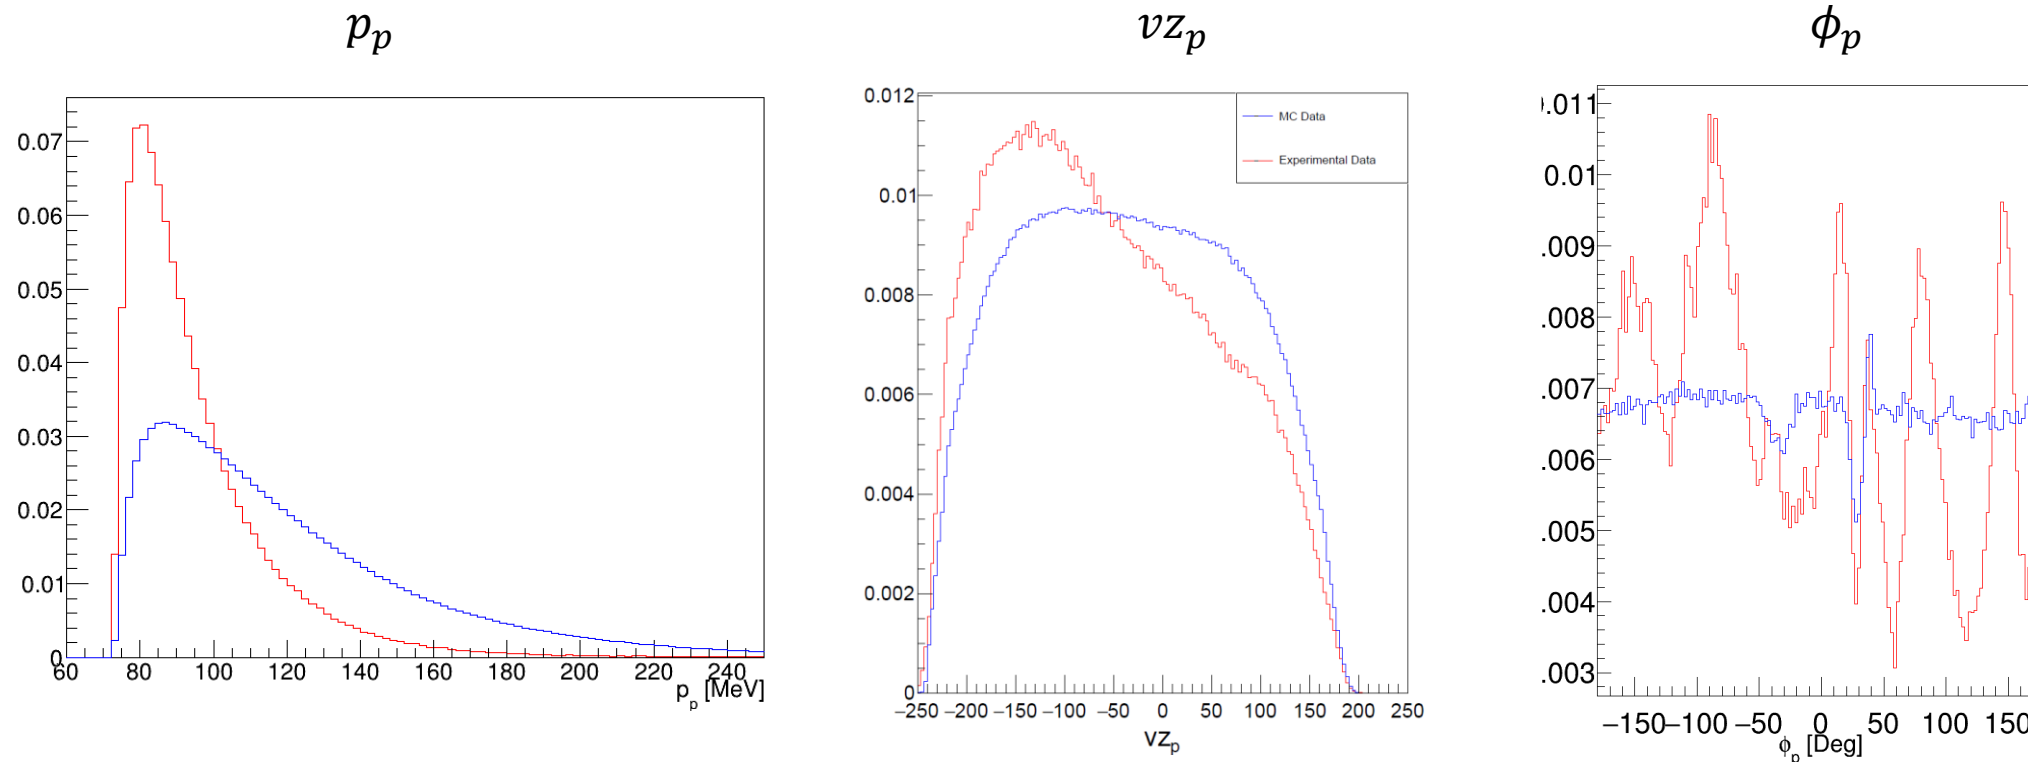 p_p
vz_p
ϕ_p
0.07
0.06
0.05
0.04
0.03
0.02
0.01
0
60 80 100 120 140 160 180 200 220 240
p_p [MeV]
0.012
0.01
0.008
0.006
0.004
0.002
0
−250 −200 −150 −100 −50 0 50 100 150 200 250
vz_p
MC Data
Experimental Data
.011
0.01
.009
.008
.007
.006
.005
.004
.003
−150 −100 −50 0 50 100 150
ϕ_p [Deg]